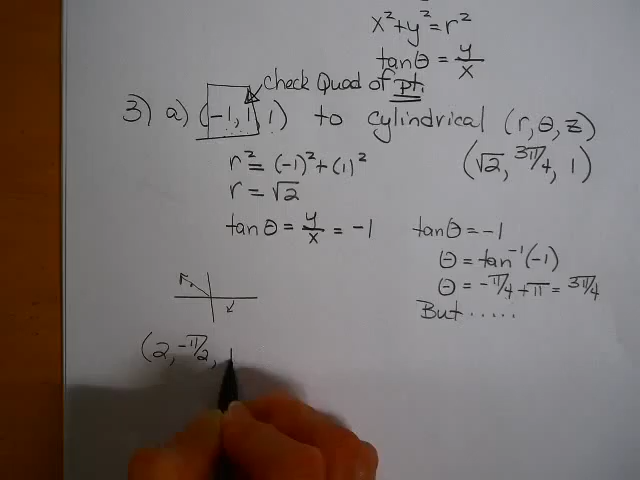 x²+y²=r²
tanθ = y/x
check Quad of pt.
3) a) (-1, 1, 1) to cylindrical (r, θ, z)
r² = (-1)²+(1)² (√2, 3π/4, 1)
r = √2
tanθ = y/x = -1 tanθ = -1
θ = tan⁻¹(-1)
θ = -π/4 + π = 3π/4
But .....
(2, -π/2,